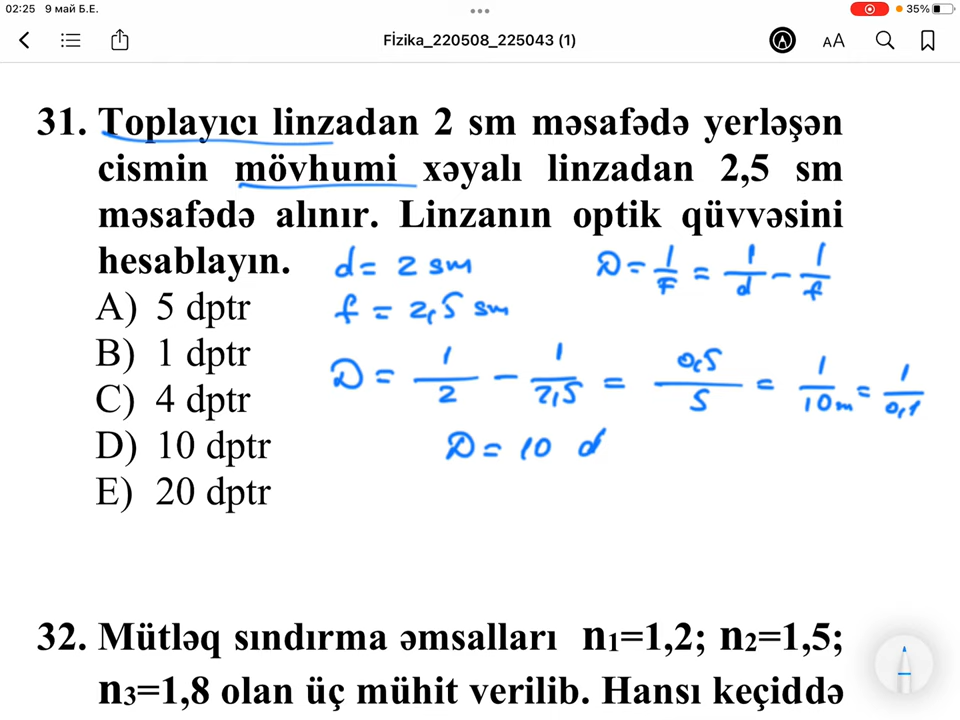 02:25 9 май Б.Е.
35%
Fİzika_220508_225043 (1)
AA
31. Toplayıcı linzadan 2 sm məsafədə yerləşən
cismin mövhumi xəyalı linzadan 2,5 sm
məsafədə alınır. Linzanın optik qüvvəsini
hesablayın.
d = 2 sm
D = 1/F = 1/d − 1/f
A) 5 dptr
f = 2,5 sm
B) 1 dptr
D = 1/2 − 1/2,5 = 0,5/5 = 1/10m = 1/0,1
C) 4 dptr
D) 10 dptr
D = 10 d
E) 20 dptr
32. Mütləq sındırma əmsalları n1=1,2; n2=1,5;
n3=1,8 olan üç mühit verilib. Hansı keçiddə